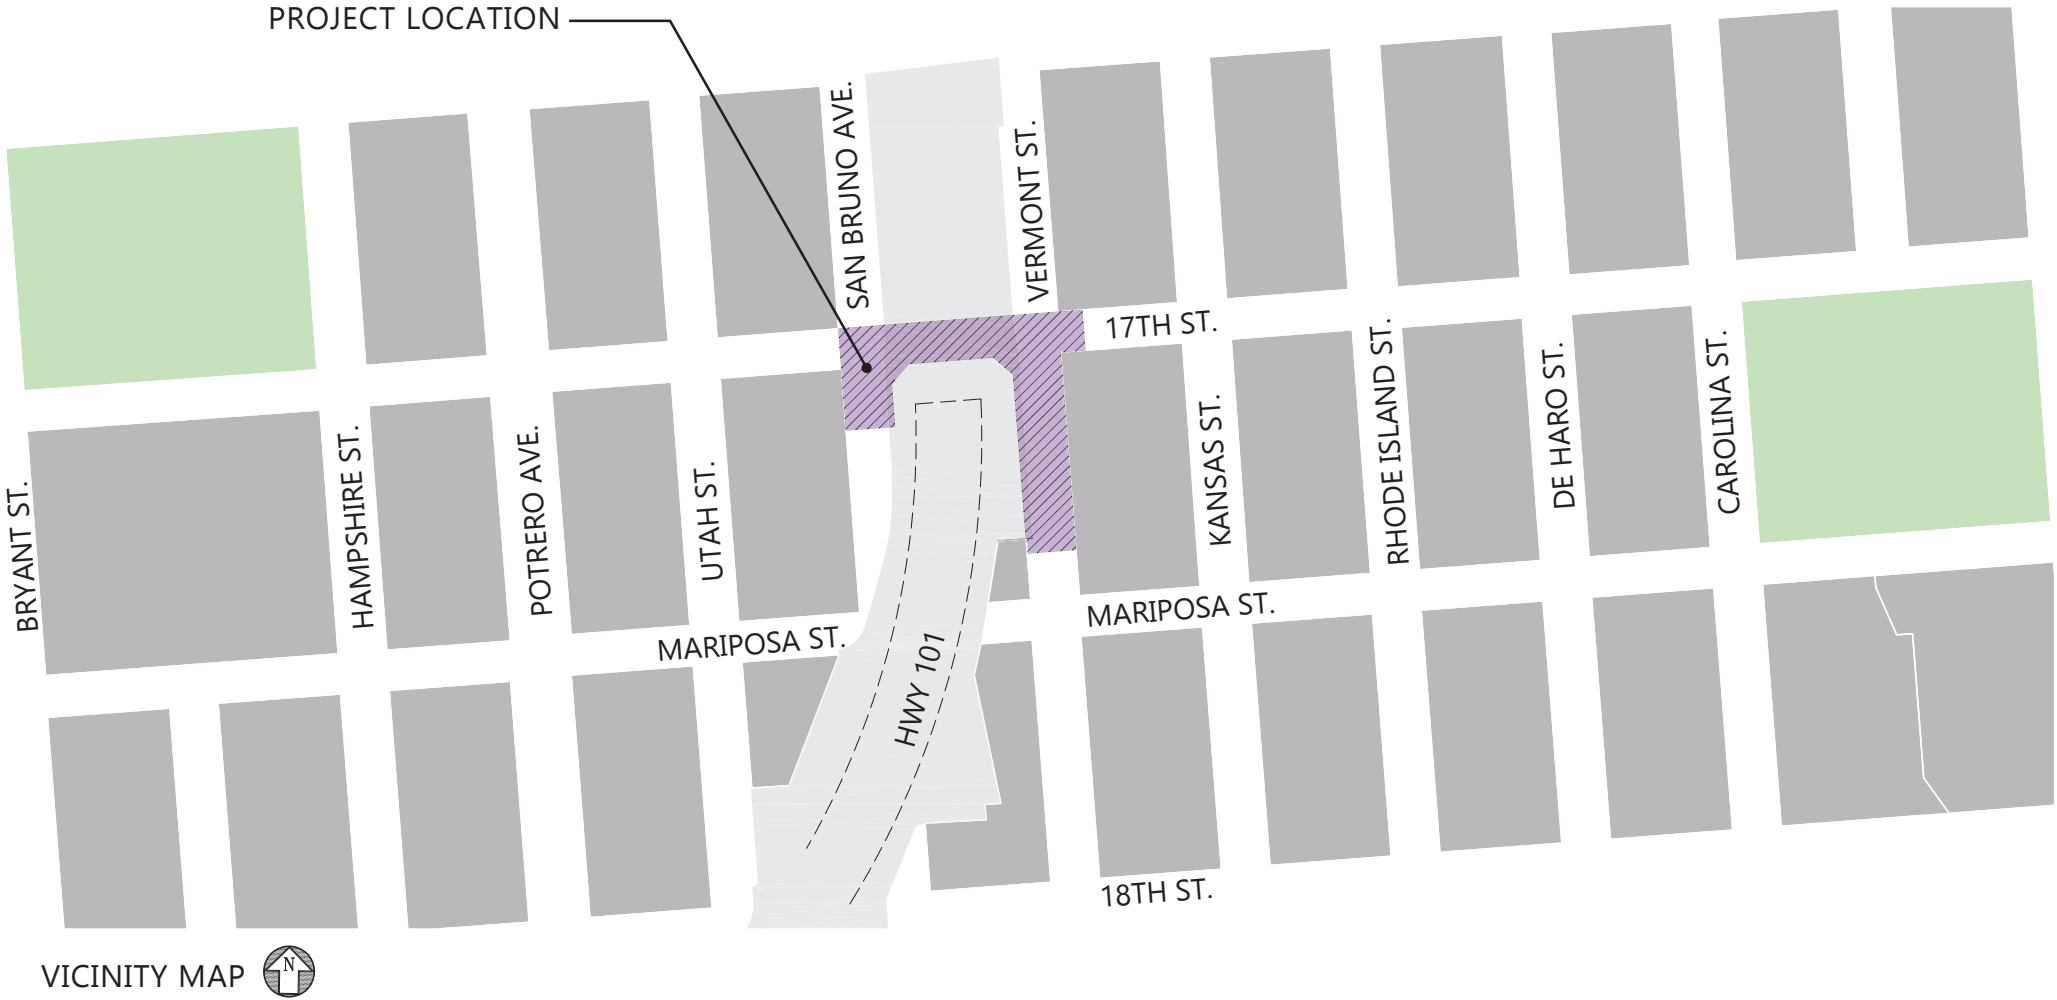 PROJECT LOCATION
SAN BRUNO AVE.
VERMONT ST.
17TH ST.
BRYANT ST.
HAMPSHIRE ST.
POTRERO AVE.
UTAH ST.
KANSAS ST.
RHODE ISLAND ST.
DE HARO ST.
CAROLINA ST.
MARIPOSA ST.
MARIPOSA ST.
HWY 101
18TH ST.
VICINITY MAP
N